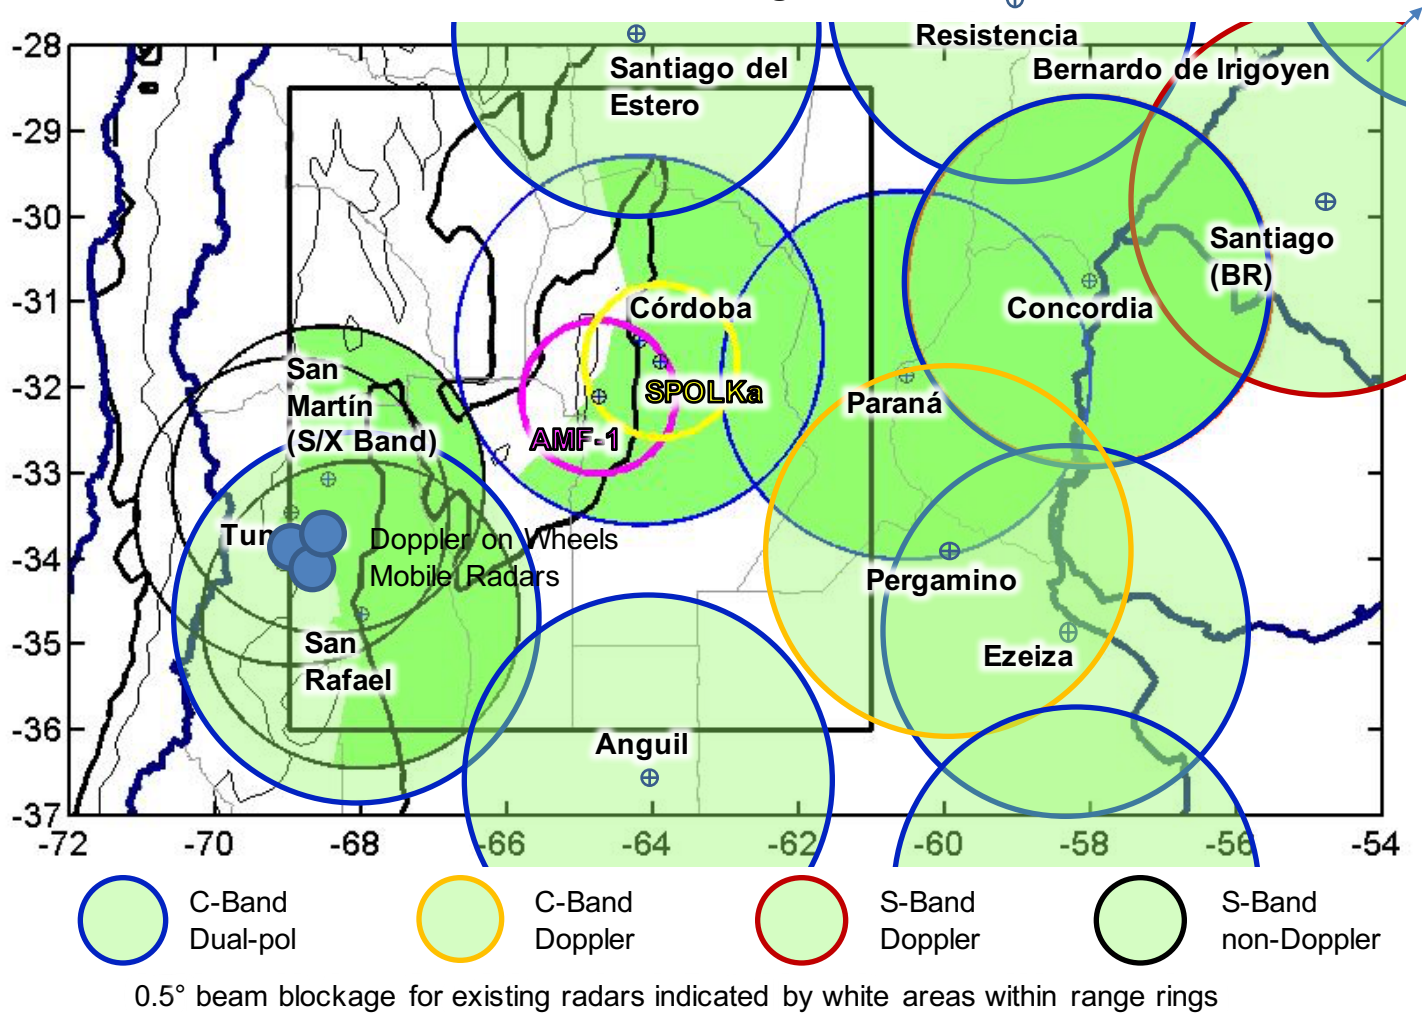 Resistencia
-28
Santiago del
Estero
Bernardo de Irigoyen
-29
-30
Santiago
(BR)
-31
Córdoba
Concordia
-32
San
Martín
(S/X Band)
SPOLKa
Paraná
AMF-1
-33
Tun
Doppler on Wheels
Mobile Radars
-34
Pergamino
-35
San
Rafael
Ezeiza
-36
Anguil
-37
-72
-70
-68
-66
-64
-62
-60
-58
-56
-54
C-Band
Dual-pol
C-Band
Doppler
S-Band
Doppler
S-Band
non-Doppler
0.5° beam blockage for existing radars indicated by white areas within range rings